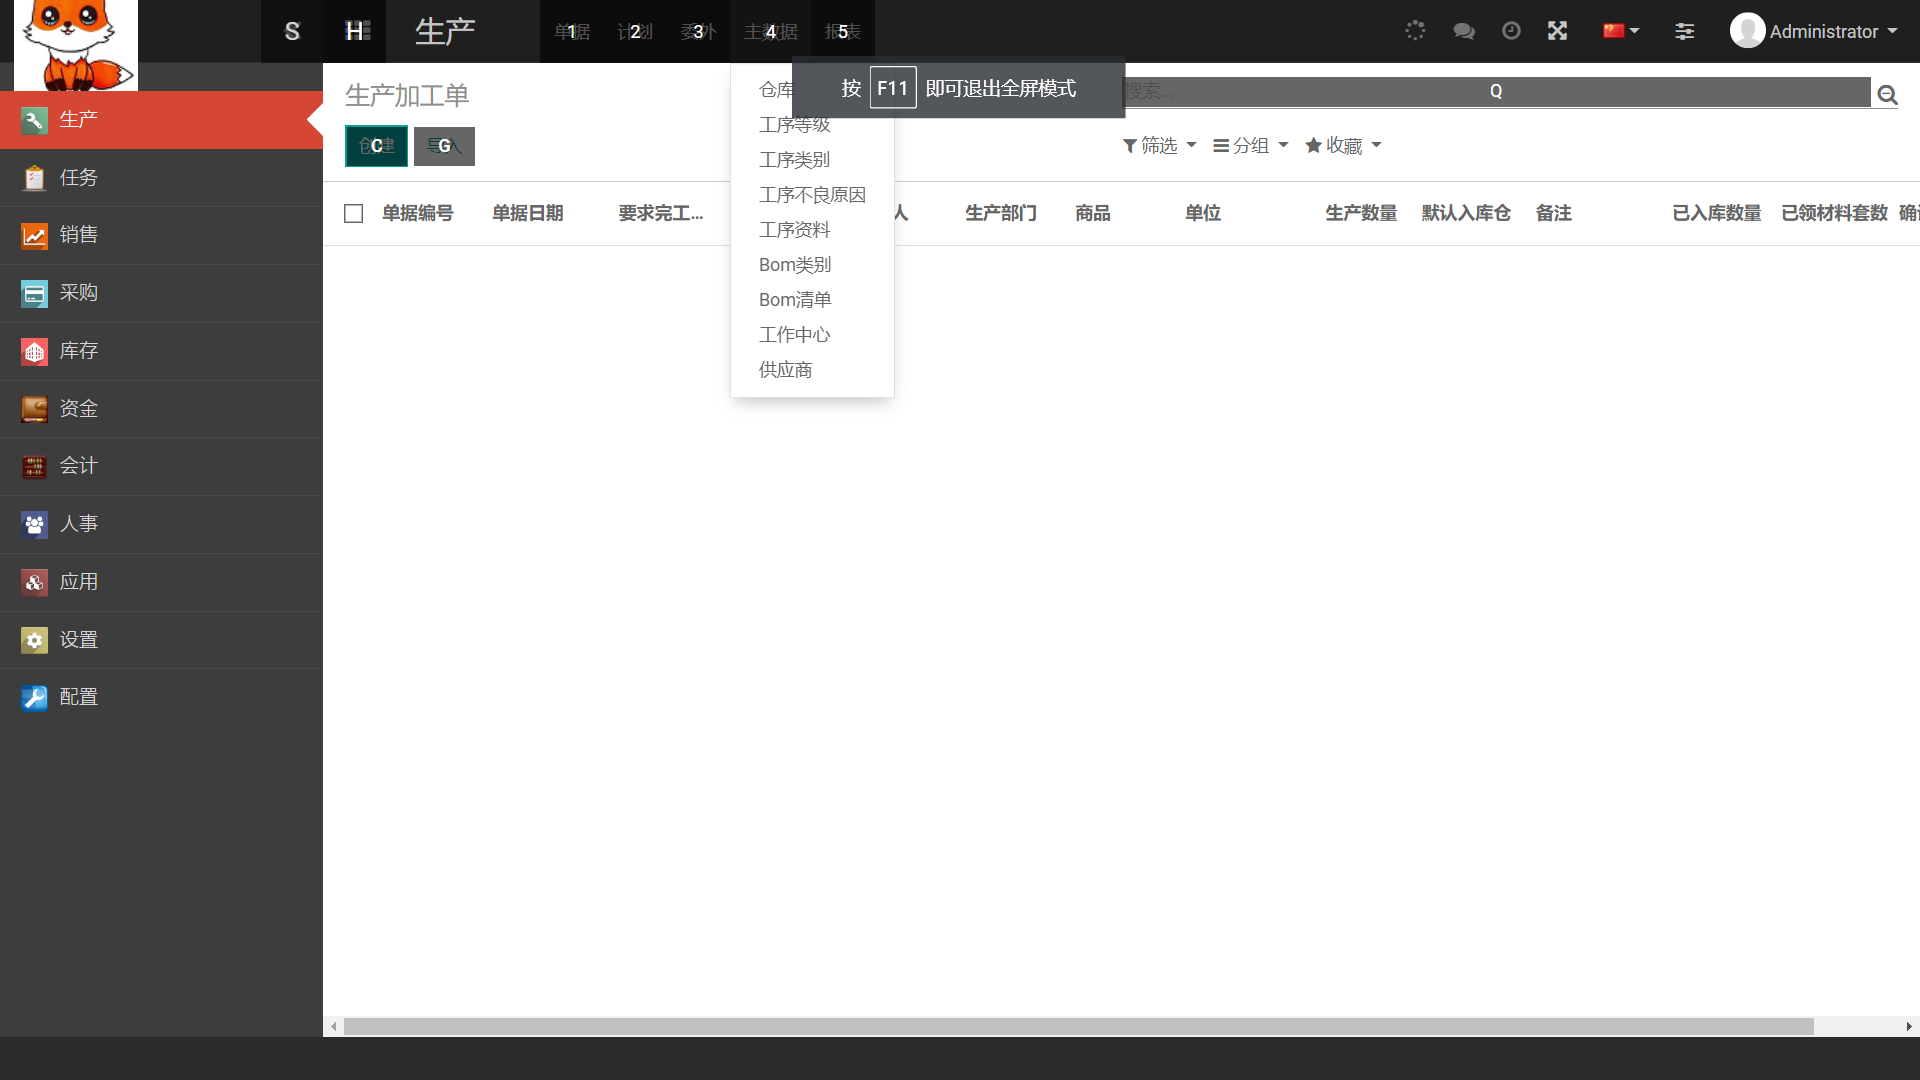 S
H
生产
单据 1
计划 2
委外 3
主数据 4
报表 5
Administrator
按 F11 即可退出全屏模式
生产加工单
搜索...
Q
创建 C
导入 G
筛选
分组
收藏
单据编号 单据日期 要求完工... 人 生产部门 商品 单位 生产数量 默认入库仓 备注 已入库数量 已领材料套数
仓库
工序等级
工序类别
工序不良原因
工序资料
Bom类别
Bom清单
工作中心
供应商
生产
任务
销售
采购
库存
资金
会计
人事
应用
设置
配置